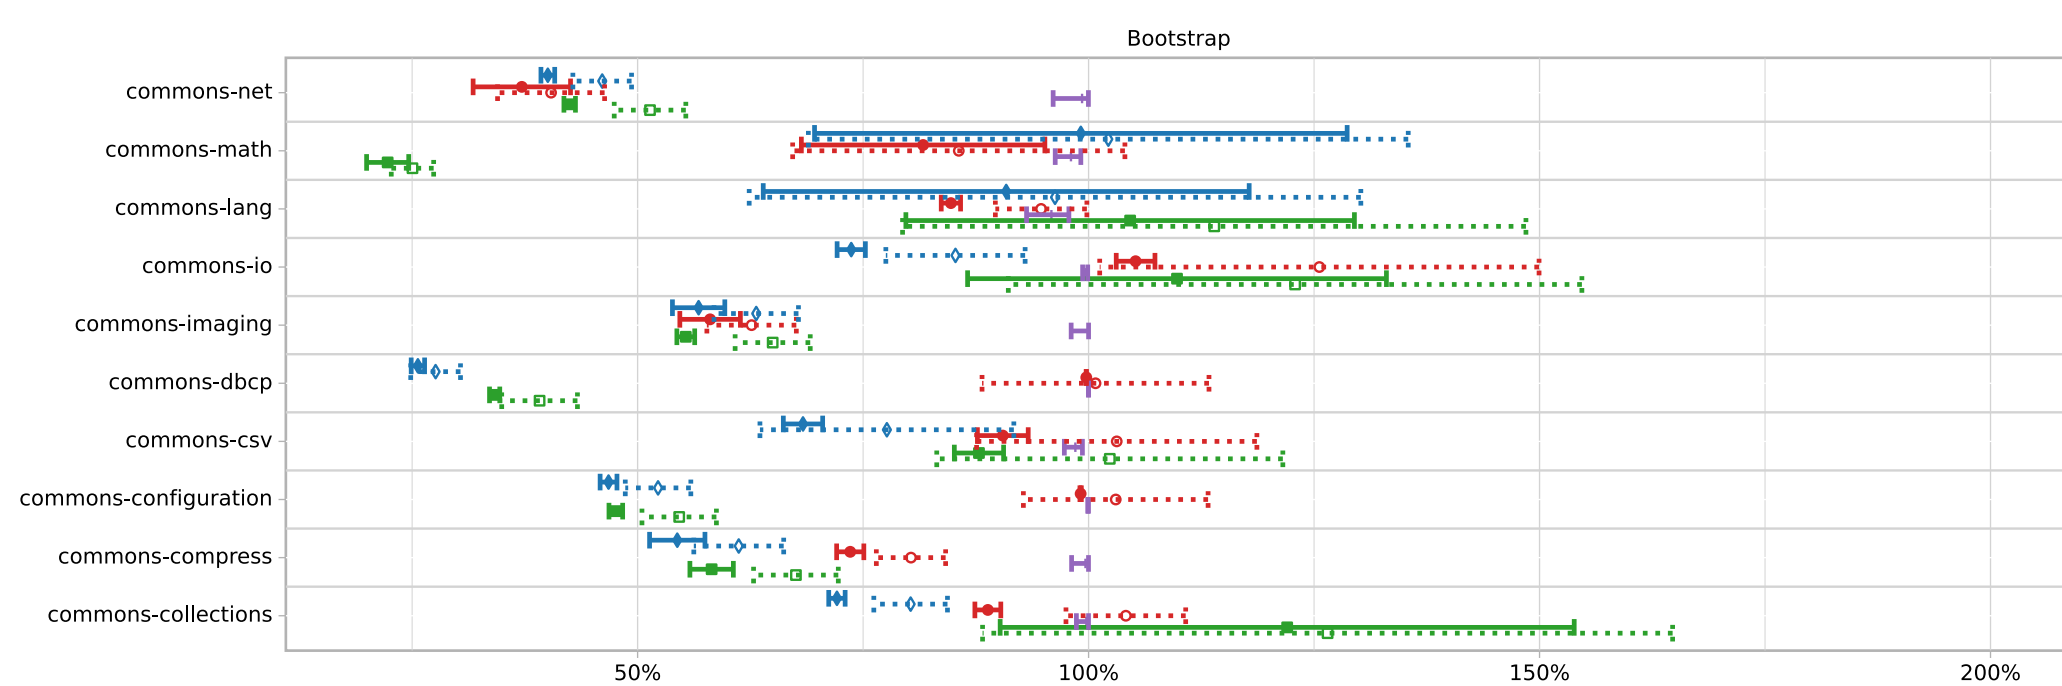 Bootstrap
commons-net
commons-math
commons-lang
commons-io
commons-imaging
commons-dbcp
commons-csv
commons-configuration
commons-compress
commons-collections
50% 100% 150% 200%